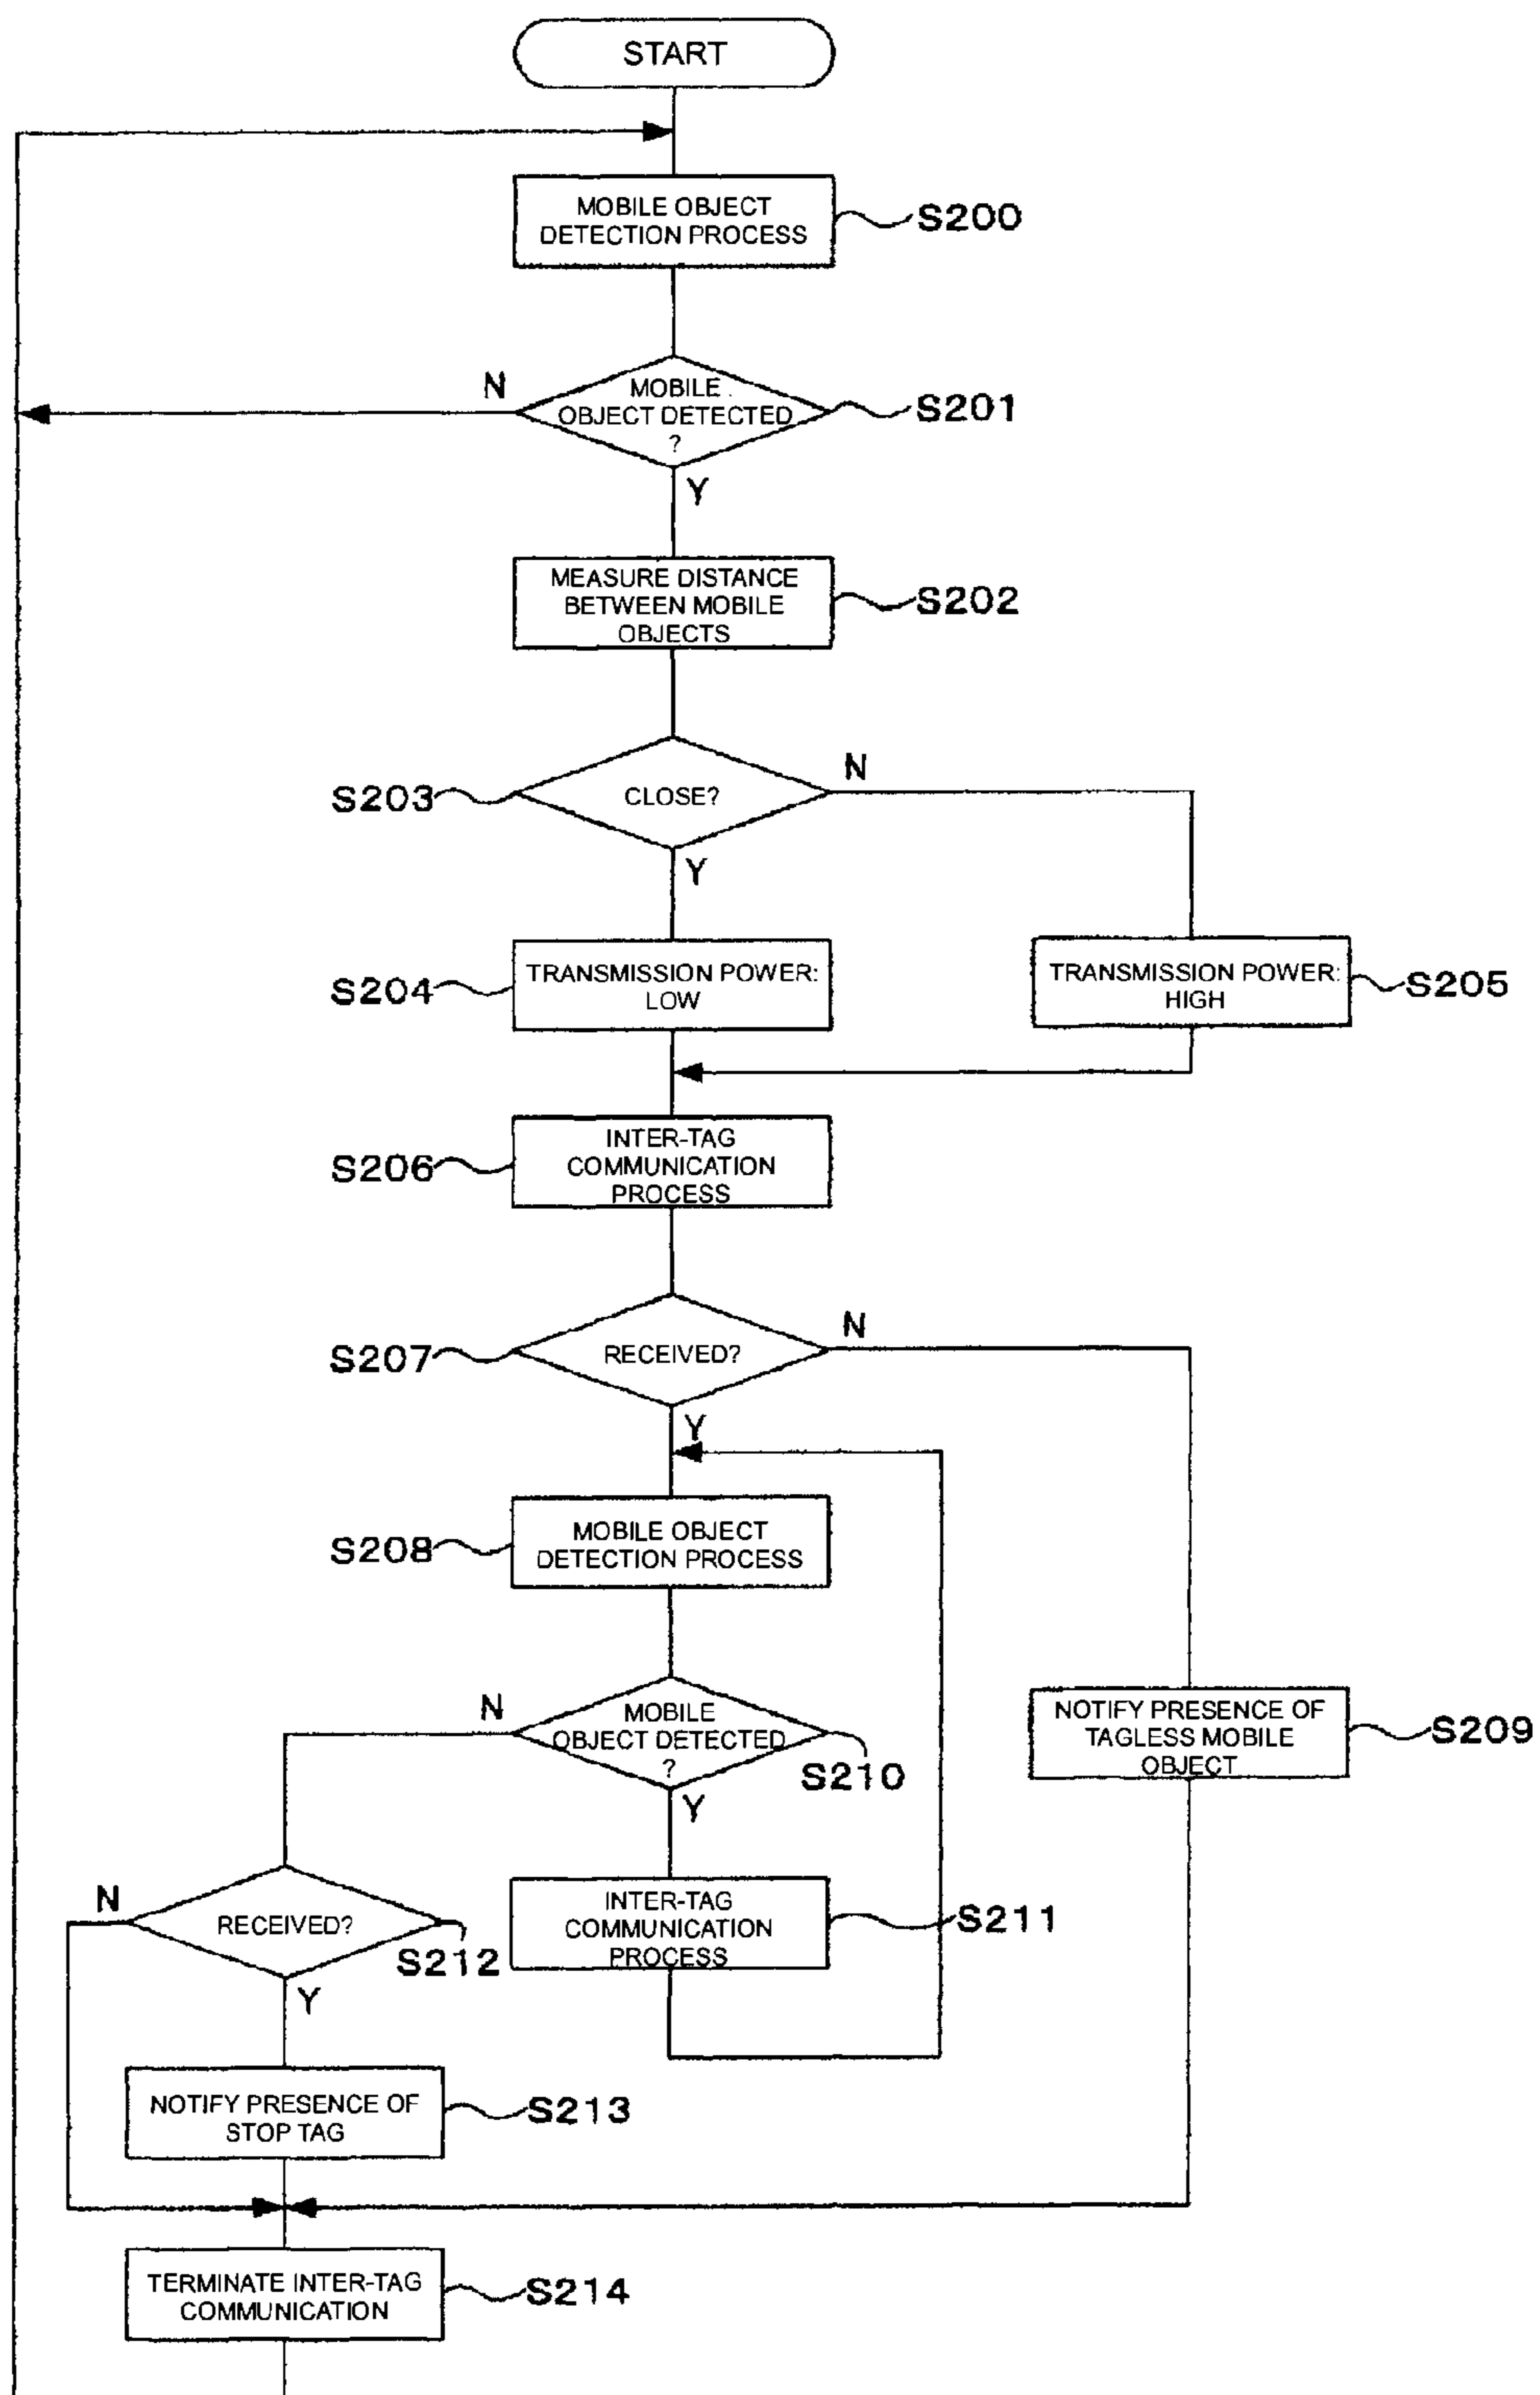 START
MOBILE OBJECT
DETECTION PROCESS
S200
N
MOBILE
OBJECT DETECTED
?
S201
Y
MEASURE DISTANCE
BETWEEN MOBILE
OBJECTS
S202
N
S203
CLOSE?
Y
S204
TRANSMISSION POWER:
LOW
TRANSMISSION POWER:
HIGH
S205
S206
INTER-TAG
COMMUNICATION
PROCESS
N
S207
RECEIVED?
Y
S208
MOBILE OBJECT
DETECTION PROCESS
N
MOBILE
OBJECT DETECTED
?
S210
Y
NOTIFY PRESENCE OF
TAGLESS MOBILE
OBJECT
S209
N
RECEIVED?
S212
Y
INTER-TAG
COMMUNICATION
PROCESS
S211
NOTIFY PRESENCE OF
STOP TAG
S213
TERMINATE INTER-TAG
COMMUNICATION
S214